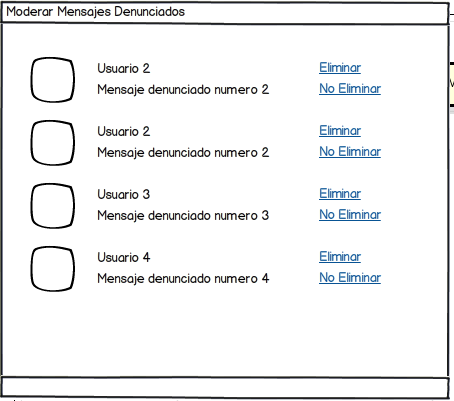 Moderar Mensajes Denunciados
Usuario 2
Eliminar
Mensaje denunciado numero 2
No Eliminar
Usuario 2
Eliminar
Mensaje denunciado numero 2
No Eliminar
Usuario 3
Eliminar
Mensaje denunciado numero 3
No Eliminar
Usuario 4
Eliminar
Mensaje denunciado numero 4
No Eliminar